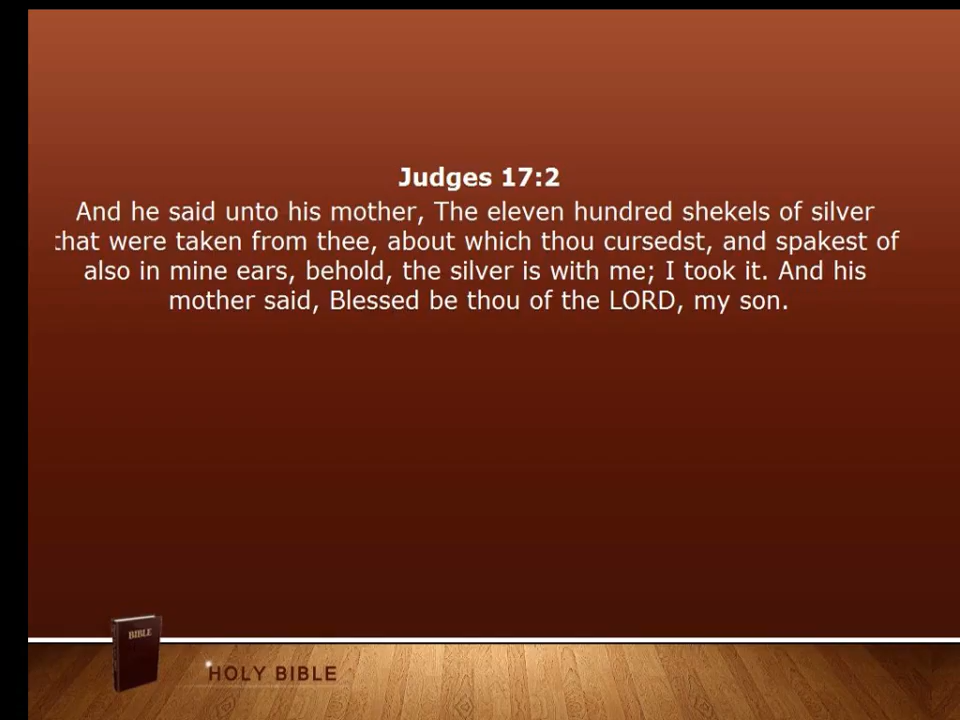 Judges 17:2
And he said unto his mother, The eleven hundred shekels of silver
that were taken from thee, about which thou cursedst, and spakest of
also in mine ears, behold, the silver is with me; I took it. And his
mother said, Blessed be thou of the LORD, my son.
BIBLE
HOLY BIBLE